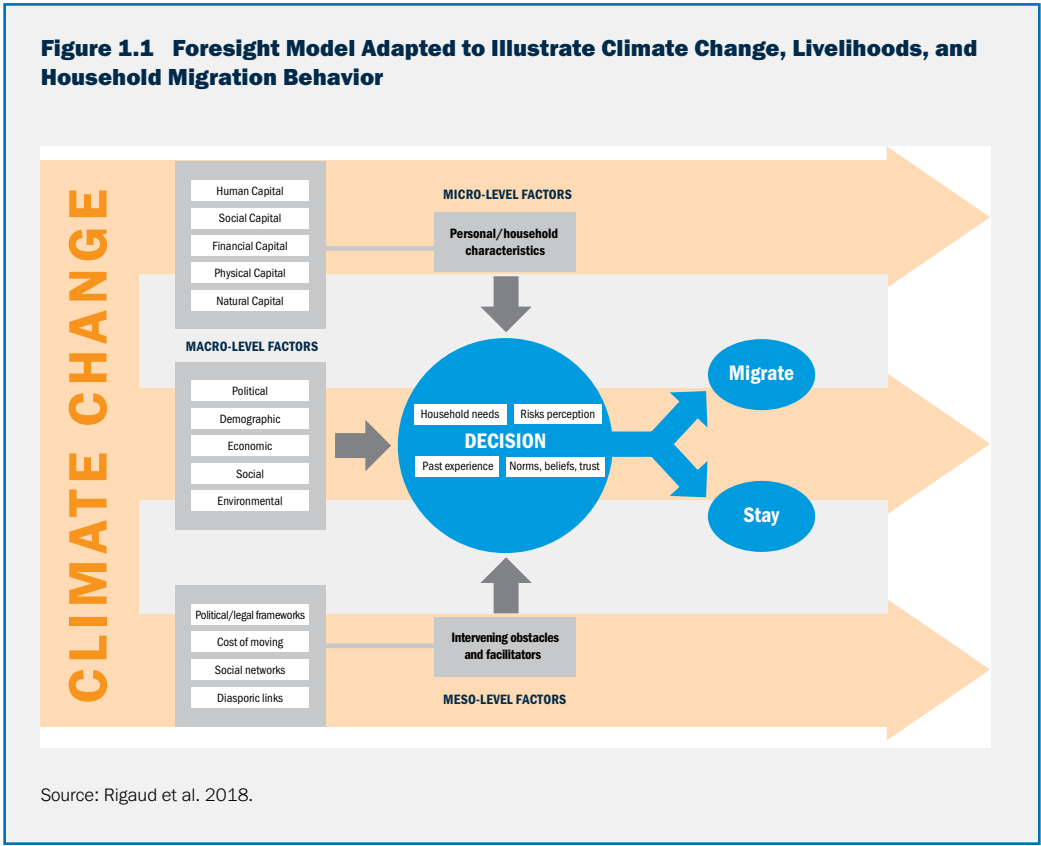 Figure 1.1 Foresight Model Adapted to Illustrate Climate Change, Livelihoods, and
Household Migration Behavior
CLIMATE CHANGE
Human Capital
Social Capital
Financial Capital
Physical Capital
Natural Capital
MICRO-LEVEL FACTORS
Personal/household
characteristics
MACRO-LEVEL FACTORS
Political
Demographic
Economic
Social
Environmental
Household needs
Risks perception
DECISION
Past experience
Norms, beliefs, trust
Migrate
Stay
Political/legal frameworks
Cost of moving
Social networks
Diasporic links
Intervening obstacles
and facilitators
MESO-LEVEL FACTORS
Source: Rigaud et al. 2018.